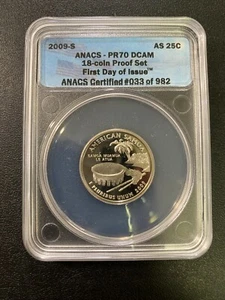 2009-S AS 25C
ANACS - PR70 DCAM
18-coin Proof Set
First Day of Issue™
ANACS Certified #033 of 982
AMERICAN SAMOA
SAMOA MUAMUA
LE ATUA
E PLURIBUS UNUM 2009